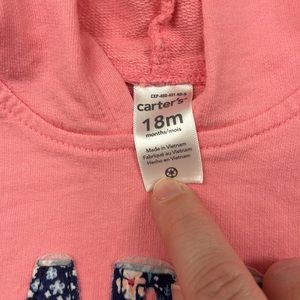 carter's
18m
months/mois
Made in Vietnam
Fabriqué au Vietnam
Hecho en Vietnam